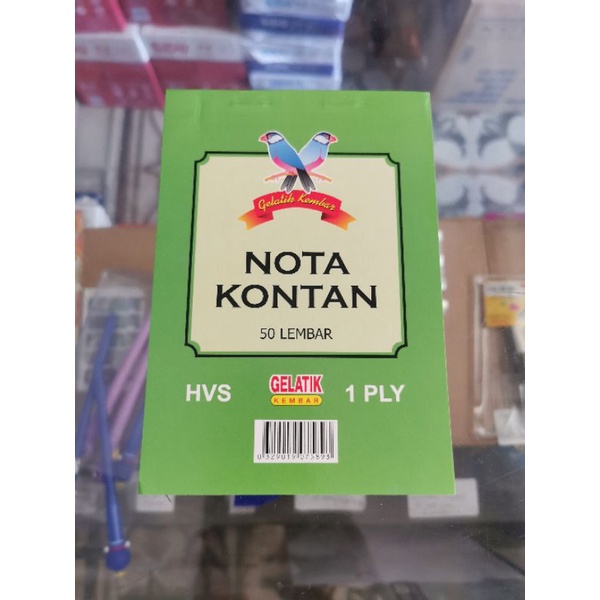 Gelatik Kembar
NOTA
KONTAN
50 LEMBAR
HVS
GELATIK
KEMBAR
1 PLY